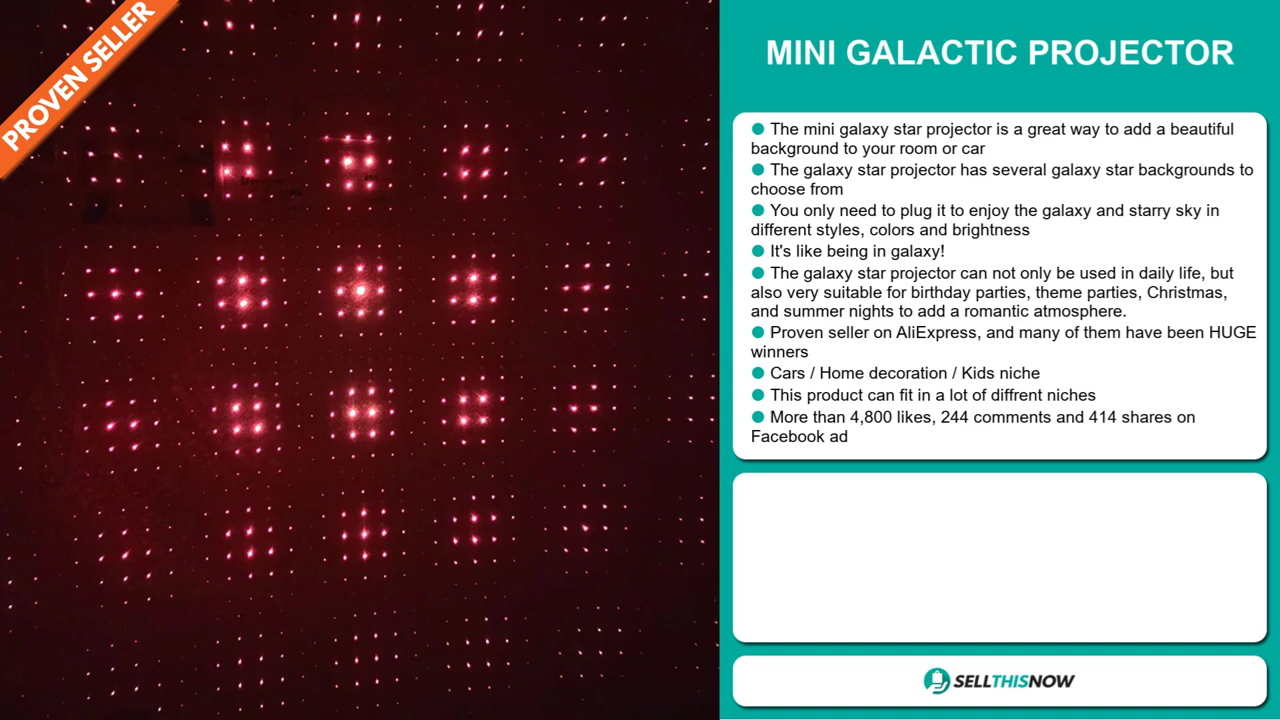 PROVEN SELLER
MINI GALACTIC PROJECTOR
● The mini galaxy star projector is a great way to add a beautiful
background to your room or car
● The galaxy star projector has several galaxy star backgrounds to
choose from
● You only need to plug it to enjoy the galaxy and starry sky in
different styles, colors and brightness
● It's like being in galaxy!
● The galaxy star projector can not only be used in daily life, but
also very suitable for birthday parties, theme parties, Christmas,
and summer nights to add a romantic atmosphere.
● Proven seller on AliExpress, and many of them have been HUGE
winners
● Cars / Home decoration / Kids niche
● This product can fit in a lot of diffrent niches
● More than 4,800 likes, 244 comments and 414 shares on
Facebook ad
SELLTHISNOW